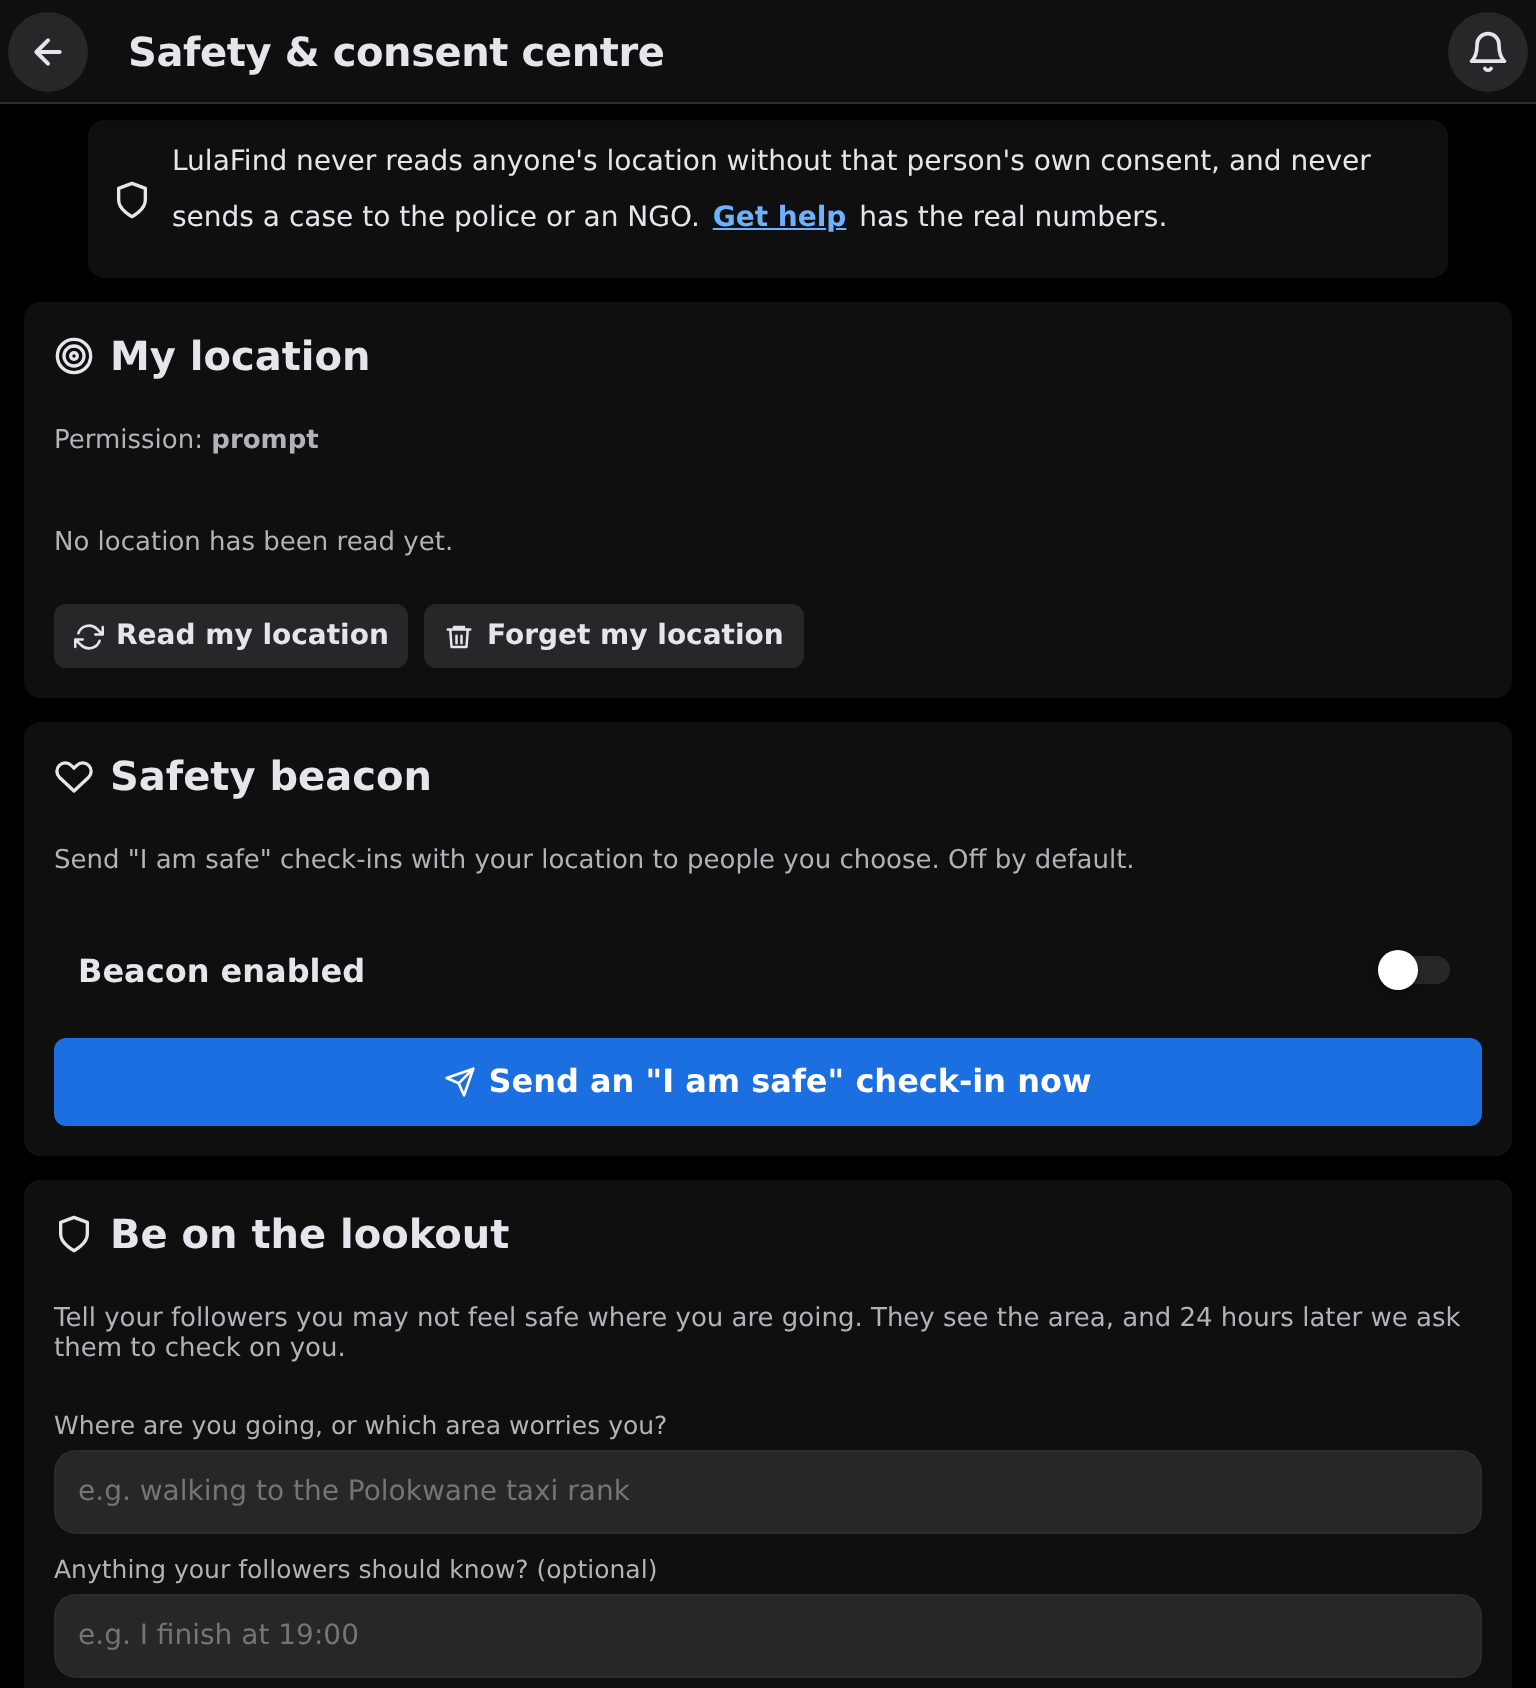 Safety & consent centre
LulaFind never reads anyone's location without that person's own consent, and never
sends a case to the police or an NGO. Get help has the real numbers.
My location
Permission: prompt
No location has been read yet.
Read my location
Forget my location
Safety beacon
Send "I am safe" check-ins with your location to people you choose. Off by default.
Beacon enabled
Send an "I am safe" check-in now
Be on the lookout
Tell your followers you may not feel safe where you are going. They see the area, and 24 hours later we ask
them to check on you.
Where are you going, or which area worries you?
e.g. walking to the Polokwane taxi rank
Anything your followers should know? (optional)
e.g. I finish at 19:00